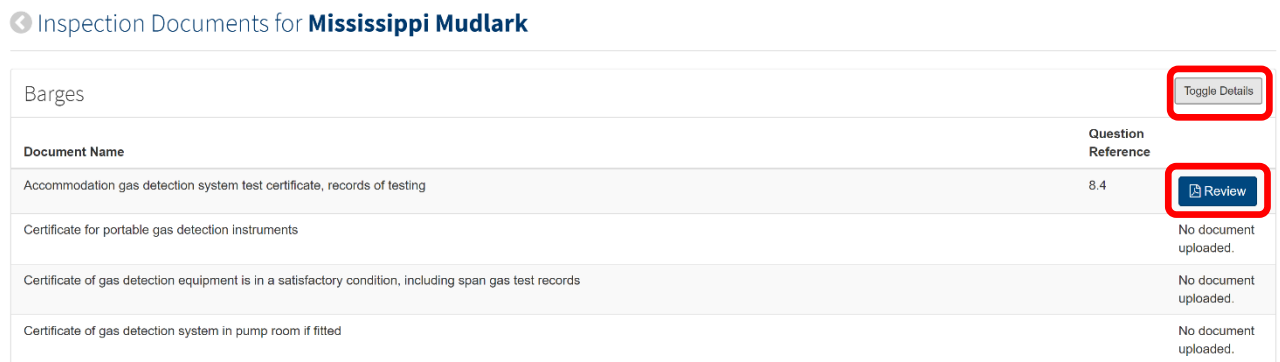 Inspection Documents for Mississippi Mudlark
Barges
Toggle Details
Document Name
Question
Reference
Accommodation gas detection system test certificate, records of testing
8.4
Review
Certificate for portable gas detection instruments
No document
uploaded.
Certificate of gas detection equipment is in a satisfactory condition, including span gas test records
No document
uploaded.
Certificate of gas detection system in pump room if fitted
No document
uploaded.